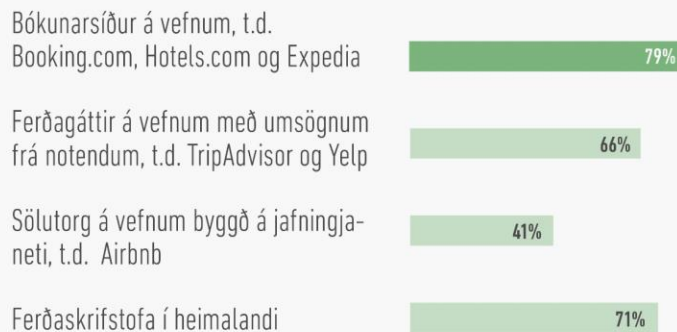 Bókunarsíður á vefnum, t.d.
Booking.com, Hotels.com og Expedia
79%
Ferðagáttir á vefnum með umsögnum
frá notendum, t.d. TripAdvisor og Yelp
66%
Sölutorg á vefnum byggð á jafningja-
neti, t.d. Airbnb
41%
Ferðaskrifstofa í heimalandi
71%